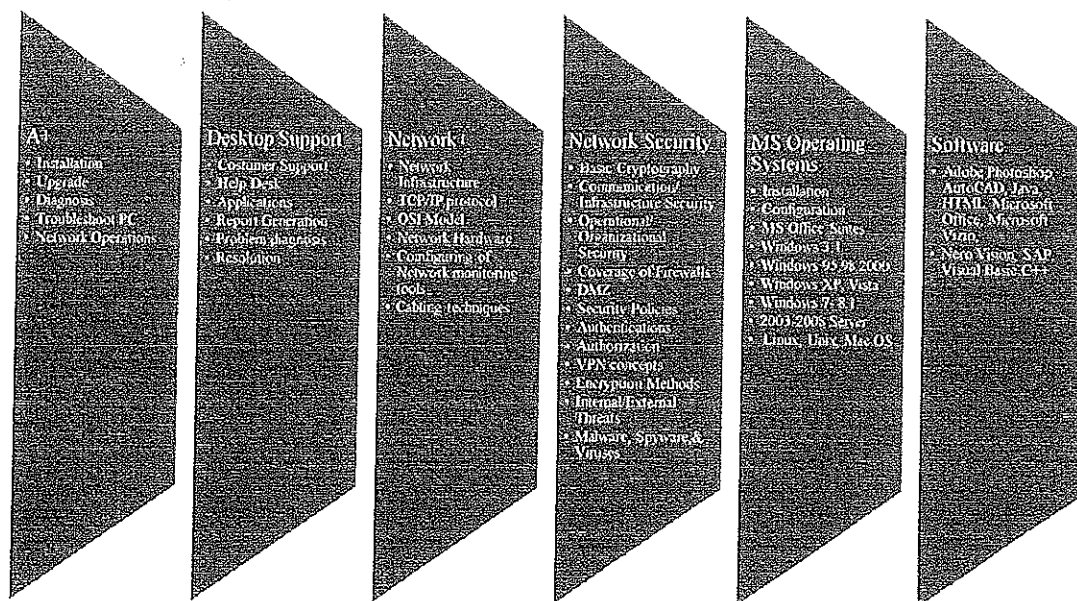 A+
• Installation
• Upgrade
• Diagnosis
• Troubleshoot PC
• Network Operations
Desktop Support
• Costumer Support
• Help Desk
Applications
• Report Generation
• Problem diagnosis
• Resolution
Network+
• Network
Infrastructure
• TCP/IP protocol
• OSI Model
• Network Hardware
• Configuring of
Network monitoring
tools
• Cabling techniques
Network Security
• Basic Cryptography
• Communication/
Infrastructure Security
• Operational/
Organizational
Security
• Coverage of Firewalls
• DMZ
• Security Policies
• Authentications
• Authorization
• VPN concepts
• Encryption Methods
• Internal/External
Threats
• Malware, Spyware,&
Viruses
MS Operating
Systems
• Installation
• Configuration
• MS Office Suites
• Windows 3.1
• Windows 95,98,2000
• Windows XP, Vista
• Windows 7, 8.1
• 2003-2008 Server
• Linux, Unix, Mac OS
Software
• Adobe Photoshop,
AutoCAD, Java,
HTML, Microsoft
Office, Microsoft
Vizio,
• Nero Vision, SAP,
Visual Basic C++